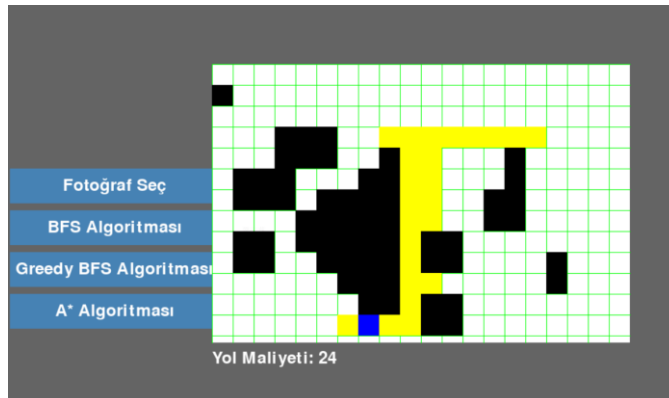 Fotoğraf Seç
BFS Algoritması
Greedy BFS Algoritması
A* Algoritması
Yol Maliyeti: 24